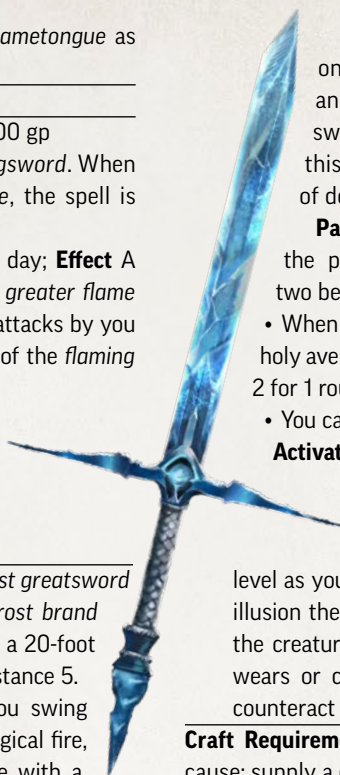 ametongue as
00 gp
gsword. When
e, the spell is
day; Effect A
greater flame
attacks by you
of the flaming
st greatsword
rost brand
a 20-foot
stance 5.
ou swing
gical fire,
e with a
on
an
sw
this
of de
Pa
the p
two be
• When
holy ave
2 for 1 rou
• You ca
Activat
level as you
illusion the
the creatur
wears or c
counteract
Craft Requirem
cause; supply a